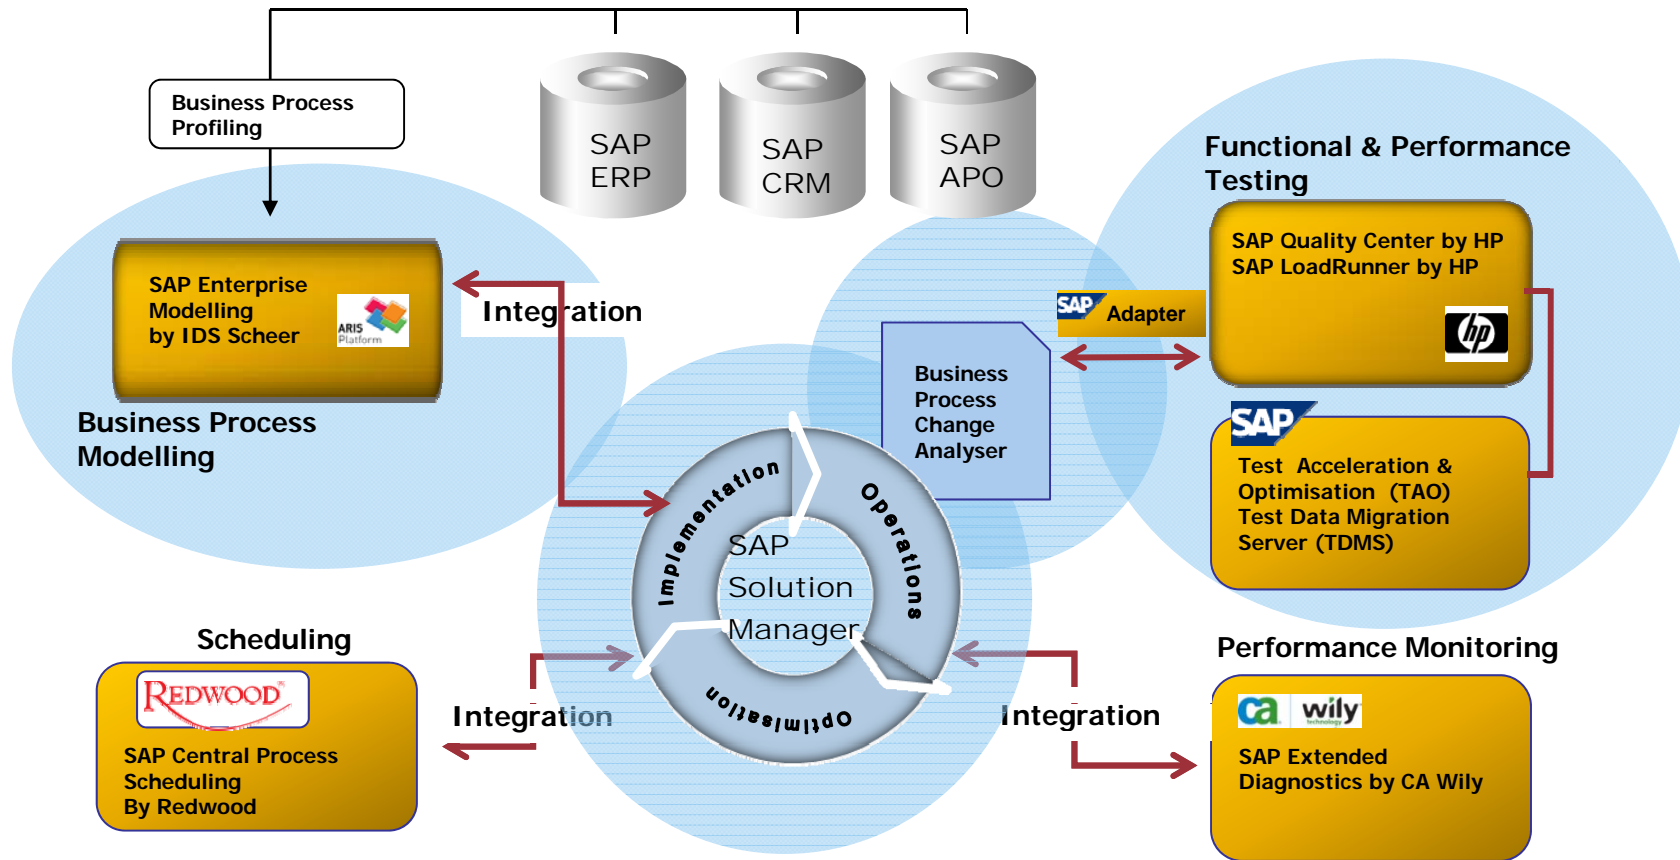 Business Process
Profiling
SAP
ERP
SAP
CRM
SAP
APO
Functional & Performance
Testing
SAP Quality Center by HP
SAP LoadRunner by HP
hp
SAP Enterprise
Modelling
by IDS Scheer
ARIS
Platform
Integration
SAP
Adapter
Business
Process
Change
Analyser
Business Process
Modelling
SAP
Test Acceleration &
Optimisation (TAO)
Test Data Migration
Server (TDMS)
Implementation
Operations
Optimisation
SAP
Solution
Manager
Scheduling
REDWOOD
SAP Central Process
Scheduling
By Redwood
Integration
Integration
Performance Monitoring
ca
wily
technology
SAP Extended
Diagnostics by CA Wily